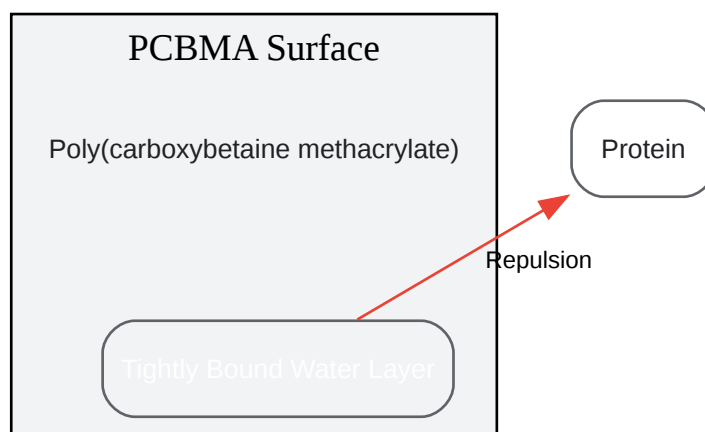 PCBMA Surface
Poly(carboxybetaine methacrylate)
Protein
Repulsion
Tightly Bound Water Layer